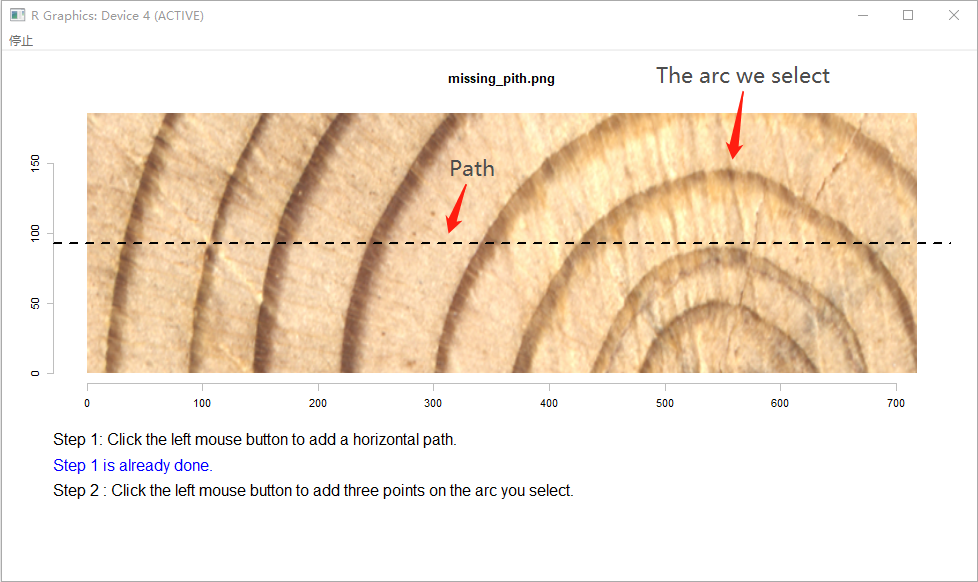 R Graphics: Device 4 (ACTIVE)
停止
missing_pith.png
The arc we select
Path
150
100
50
0
0 100 200 300 400 500 600 700
Step 1: Click the left mouse button to add a horizontal path.
Step 1 is already done.
Step 2 : Click the left mouse button to add three points on the arc you select.